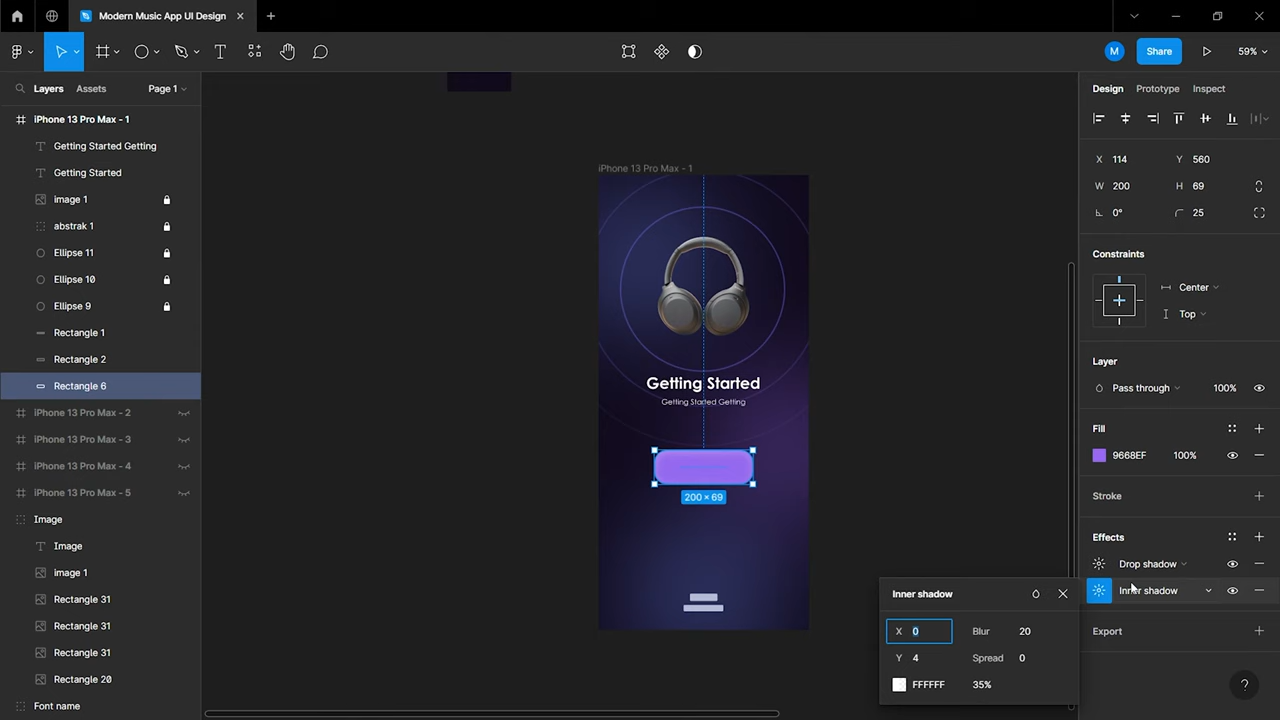 Modern Music App UI Design
M
Share
59%
Layers
Assets
Page 1
iPhone 13 Pro Max - 1
Getting Started Getting
Getting Started
image 1
abstrak 1
Ellipse 11
Ellipse 10
Ellipse 9
Rectangle 1
Rectangle 2
Rectangle 6
iPhone 13 Pro Max - 2
iPhone 13 Pro Max - 3
iPhone 13 Pro Max - 4
iPhone 13 Pro Max - 5
Image
Image
image 1
Rectangle 31
Rectangle 31
Rectangle 31
Rectangle 20
Font name
iPhone 13 Pro Max - 1
Getting Started
Getting Started Getting
200 × 69
Design
Prototype
Inspect
X 114 Y 560
W 200 H 69
0° 25
Constraints
Center
Top
Layer
Pass through 100%
Fill
9668EF 100%
Stroke
Effects
Drop shadow
Inner shadow
Export
Inner shadow
X 0 Blur 20
Y 4 Spread 0
FFFFFF 35%
?